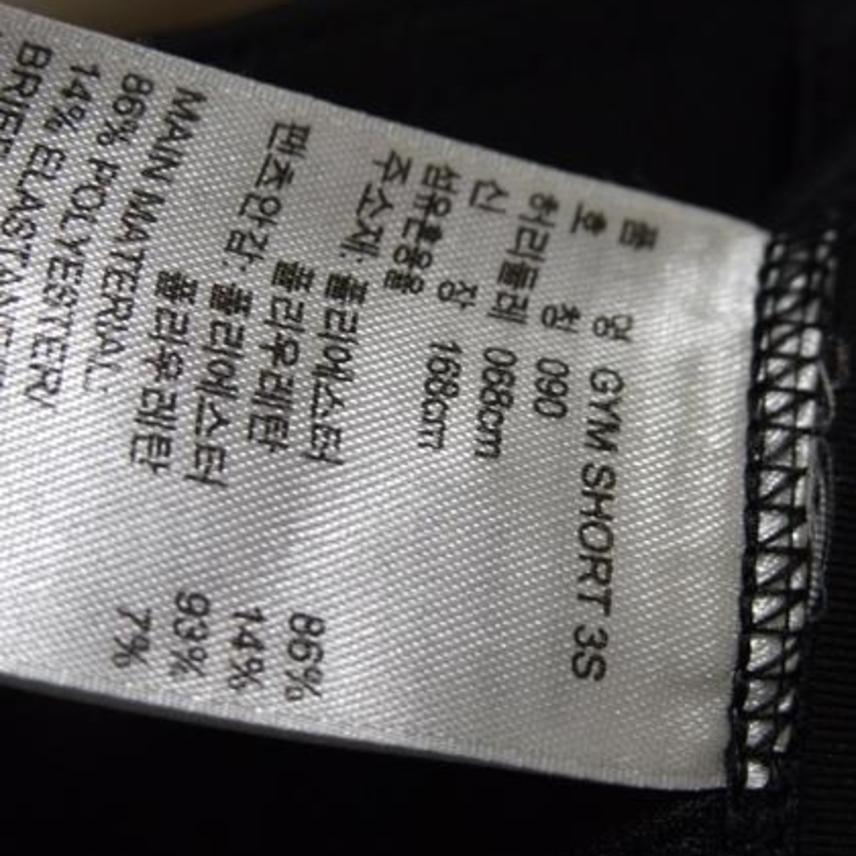 품 명 GYM SHORT 3S
호 칭 090
허리둘레 068cm
신 장 168cm
섬유혼용율
주소재: 폴리에스터 86%
폴리우레탄 14%
팬츠안감: 폴리에스터 93%
폴리우레탄 7%
MAIN MATERIAL:
86% POLYESTER/
14% ELASTANE
BRIEF